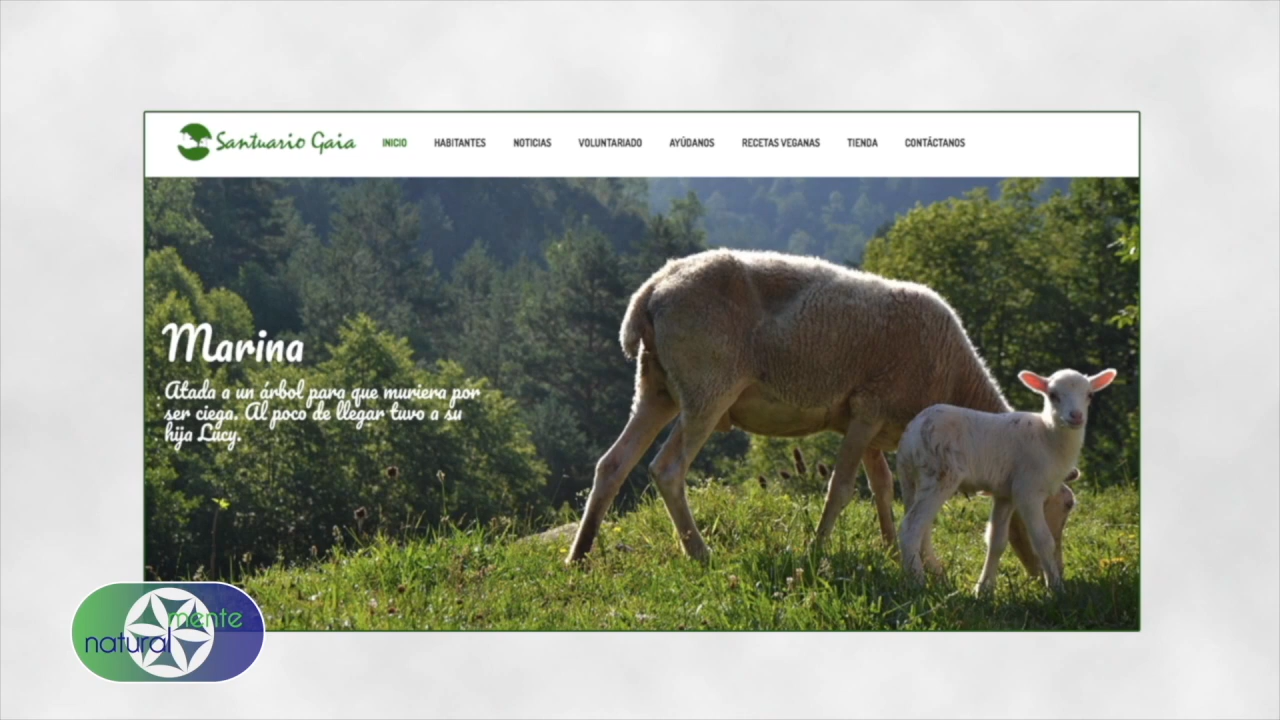 Santuario Gaia INICIO HABITANTES NOTICIAS VOLUNTARIADO AYÚDANOS RECETAS VEGANAS TIENDA CONTÁCTANOS
Marina
Atada a un árbol para que muriera por
ser ciega. Al poco de llegar tuvo a su
hija Lucy.
natural
mente